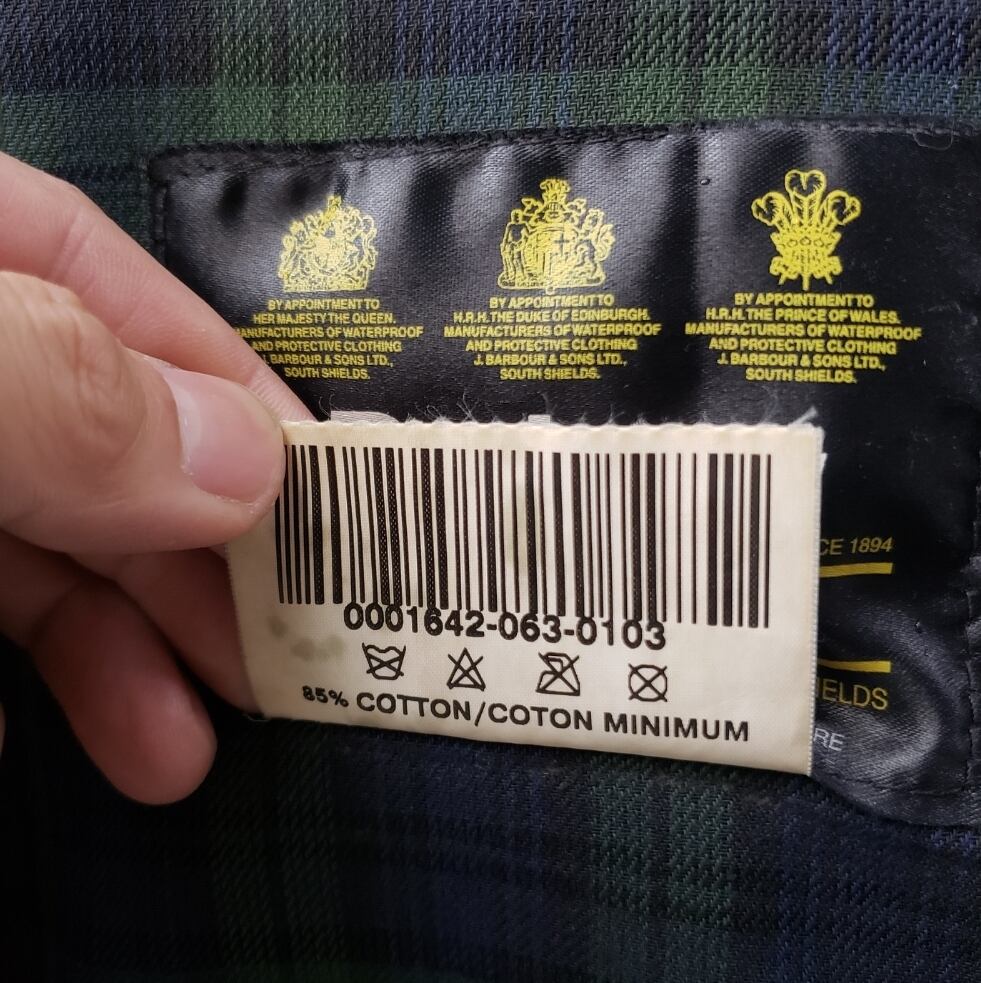 BY APPOINTMENT TO
HER MAJESTY THE QUEEN.
MANUFACTURERS OF WATERPROOF
AND PROTECTIVE CLOTHING
J. BARBOUR & SONS LTD.,
SOUTH SHIELDS.
BY APPOINTMENT TO
H.R.H. THE DUKE OF EDINBURGH.
MANUFACTURERS OF WATERPROOF
AND PROTECTIVE CLOTHING
J. BARBOUR & SONS LTD.,
SOUTH SHIELDS.
BY APPOINTMENT TO
H.R.H. THE PRINCE OF WALES.
MANUFACTURERS OF WATERPROOF
AND PROTECTIVE CLOTHING
J. BARBOUR & SONS LTD.,
SOUTH SHIELDS.
CE 1894
IELDS
RE
0001642-063-0103
85% COTTON/COTON MINIMUM